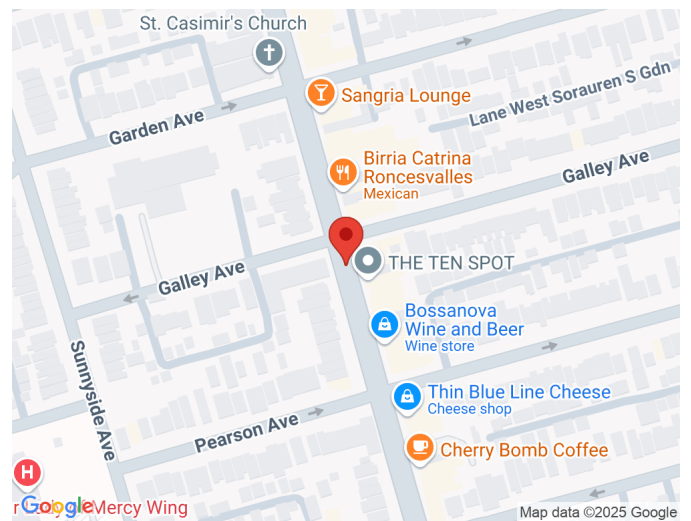 St. Casimir's Church
Sangria Lounge
Garden Ave
Lane West Sorauren S Gdn
Birria Catrina
Roncesvalles
Mexican
Galley Ave
THE TEN SPOT
Galley Ave
Bossanova
Wine and Beer
Wine store
Sunnyside Ave
Thin Blue Line Cheese
Cheese shop
Pearson Ave
Cherry Bomb Coffee
H
Mercy Wing
Google
Map data ©2025 Google